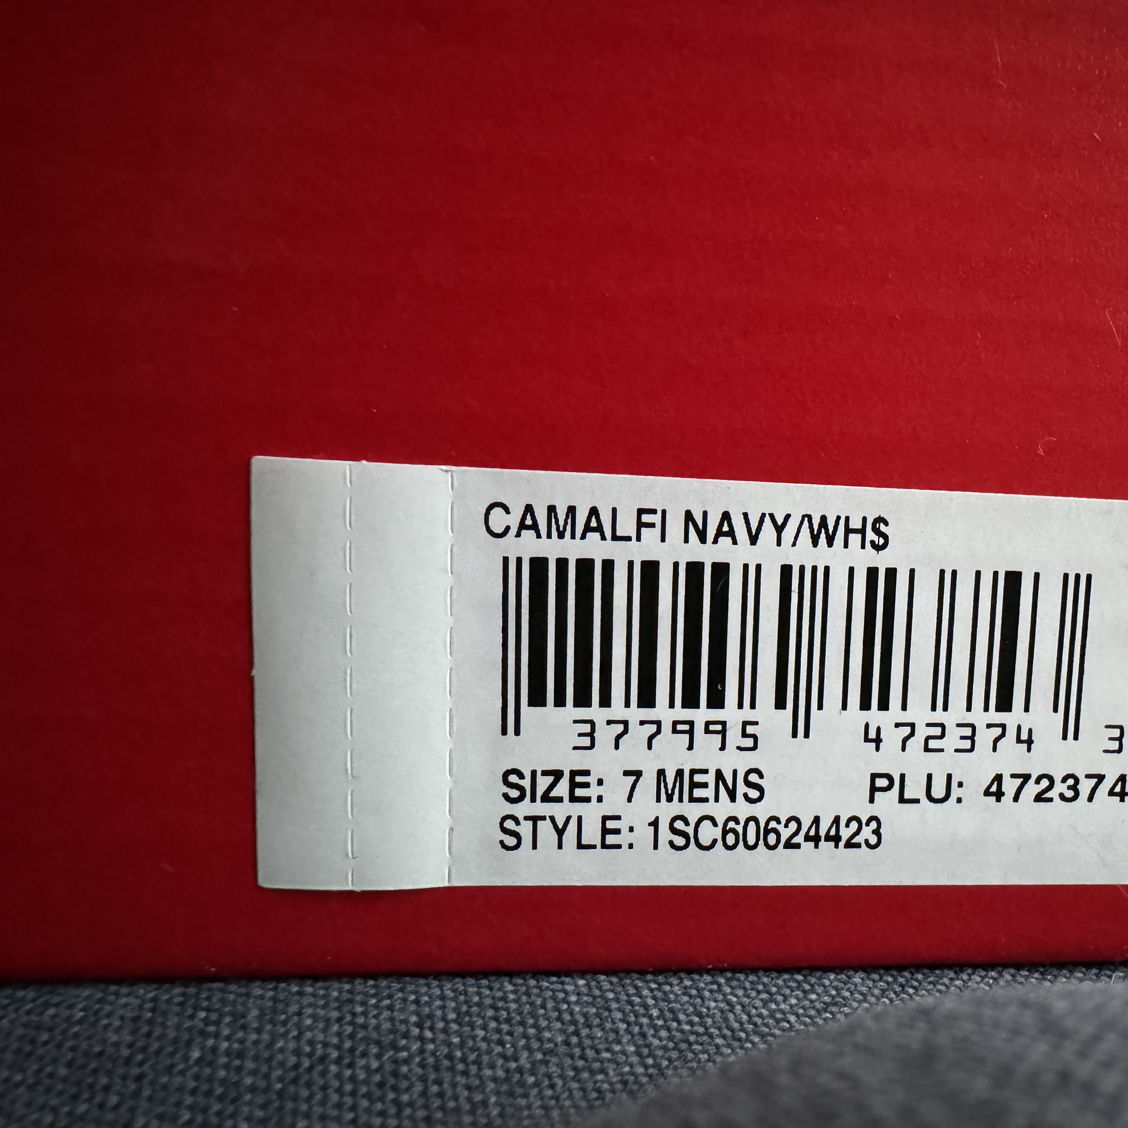 CAMALFI NAVY/WH$
377995 472374 3
SIZE: 7 MENS PLU: 472374
STYLE: 1SC60624423